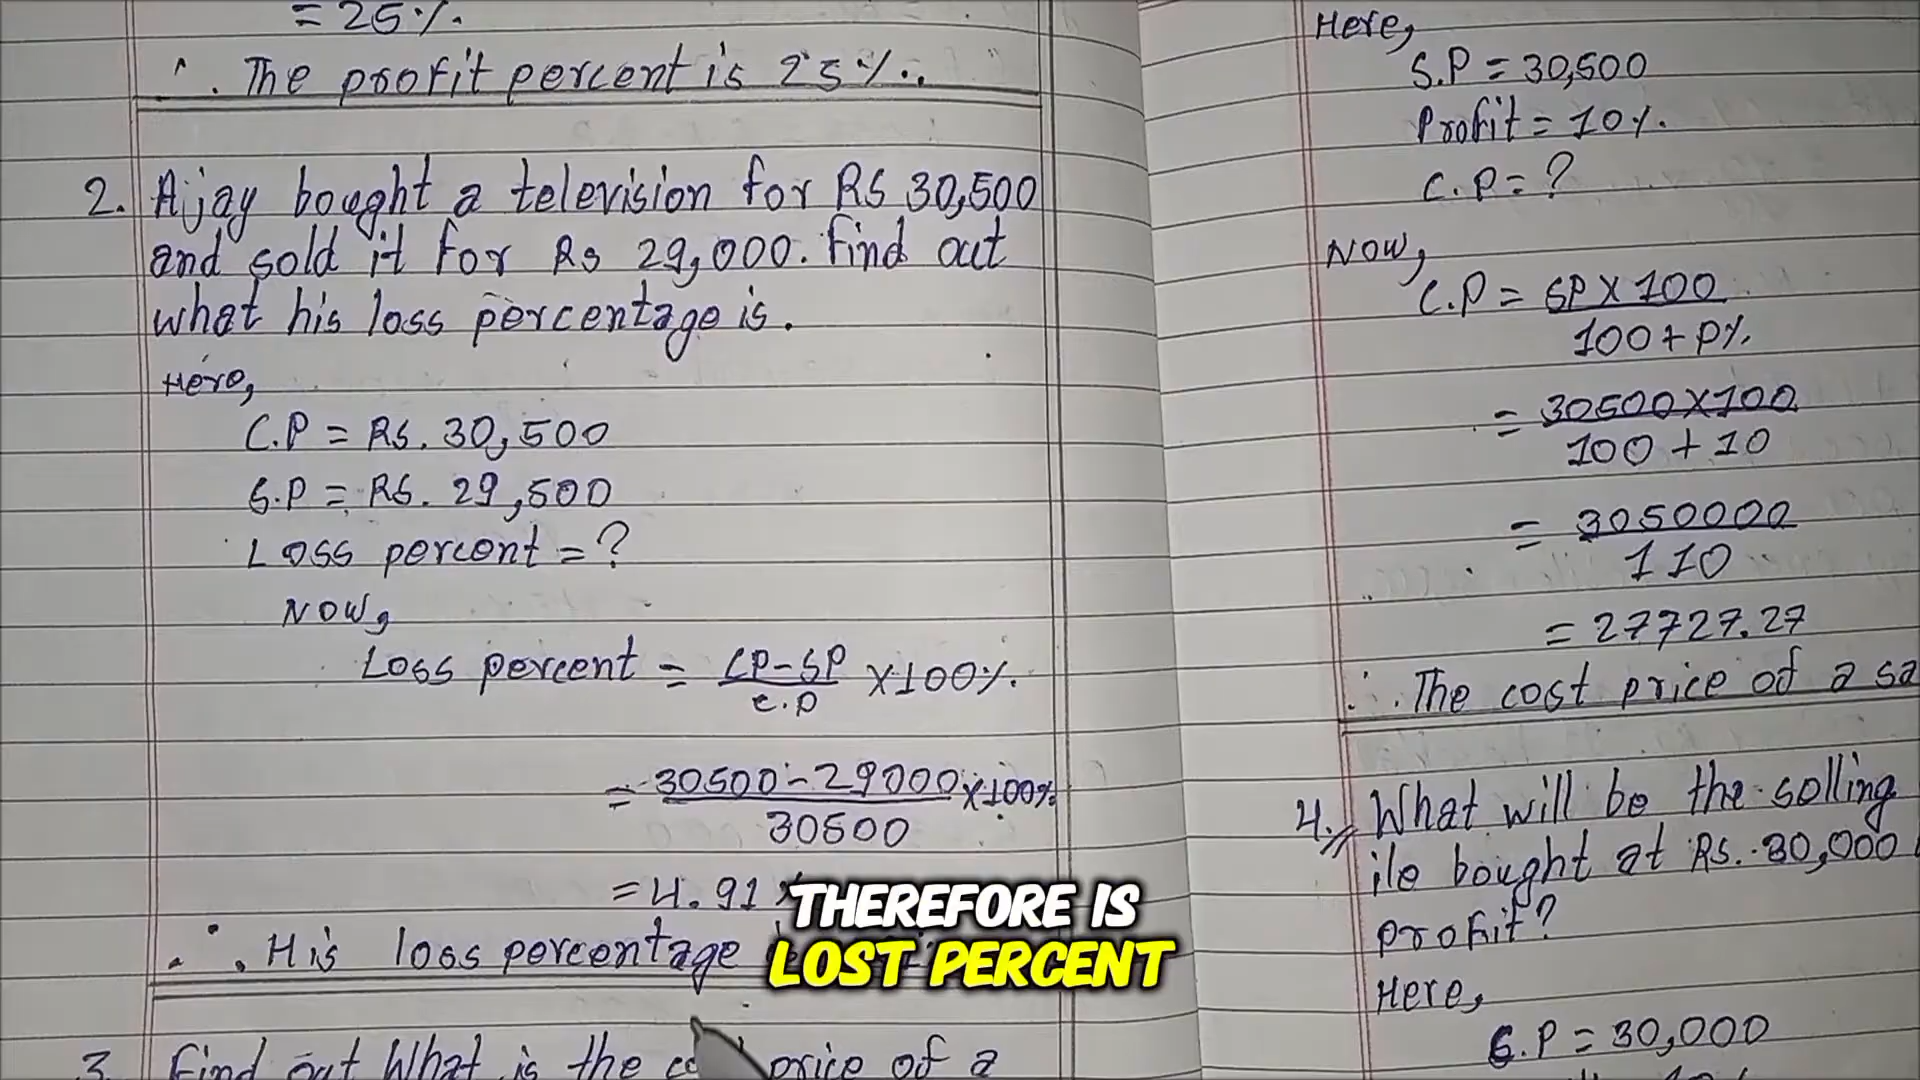 = 25%.
∴ The profit percent is 25%.
2. Ajay bought a television for RS 30,500
and sold it for Rs 29,000. find out
what his loss percentage is.
Here,
C.P = Rs. 30,500
S.P = Rs. 29,500
Loss percent = ?
Now,
Loss percent = CP-SP × 100%.
c.p
= 30500-29000 × 100%
30500
= 4.91
∴ His loss percentage
THEREFORE IS
LOST PERCENT
3. find out What is the price of a
Here,
S.P = 30,500
Profit = 10%.
C.P = ?
Now,
C.P = SP × 100
100 + P%.
= 30500×100
100 + 10
= 3050000
110
= 27727.27
∴ The cost price of a sa
4. What will be the selling
ile bought at Rs. 30,000
profit?
Here,
C.P = 30,000